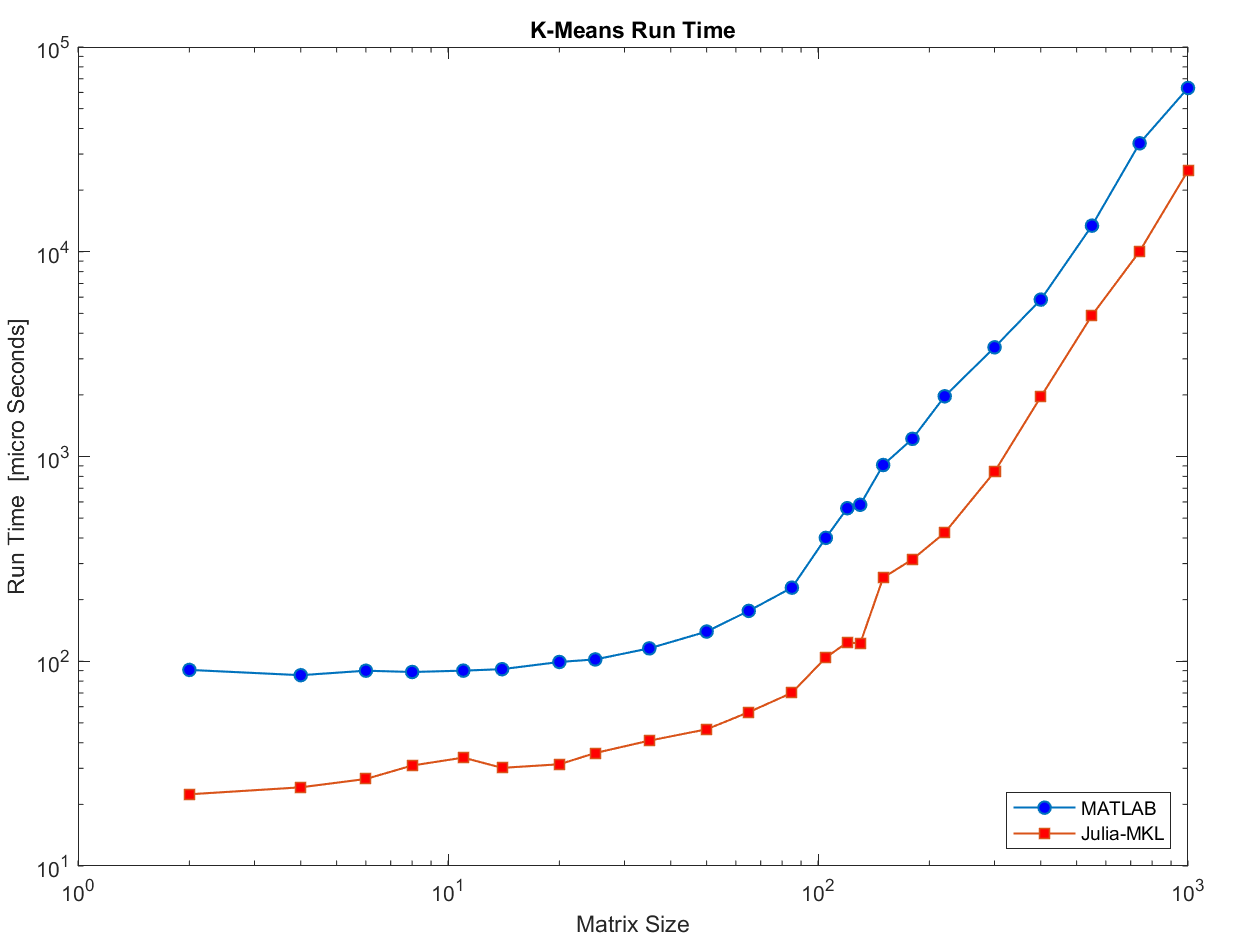 K-Means Run Time
10^5
10^4
10^3
10^2
10^1
Run Time [micro Seconds]
MATLAB
Julia-MKL
10^0 10^1 10^2 10^3
Matrix Size